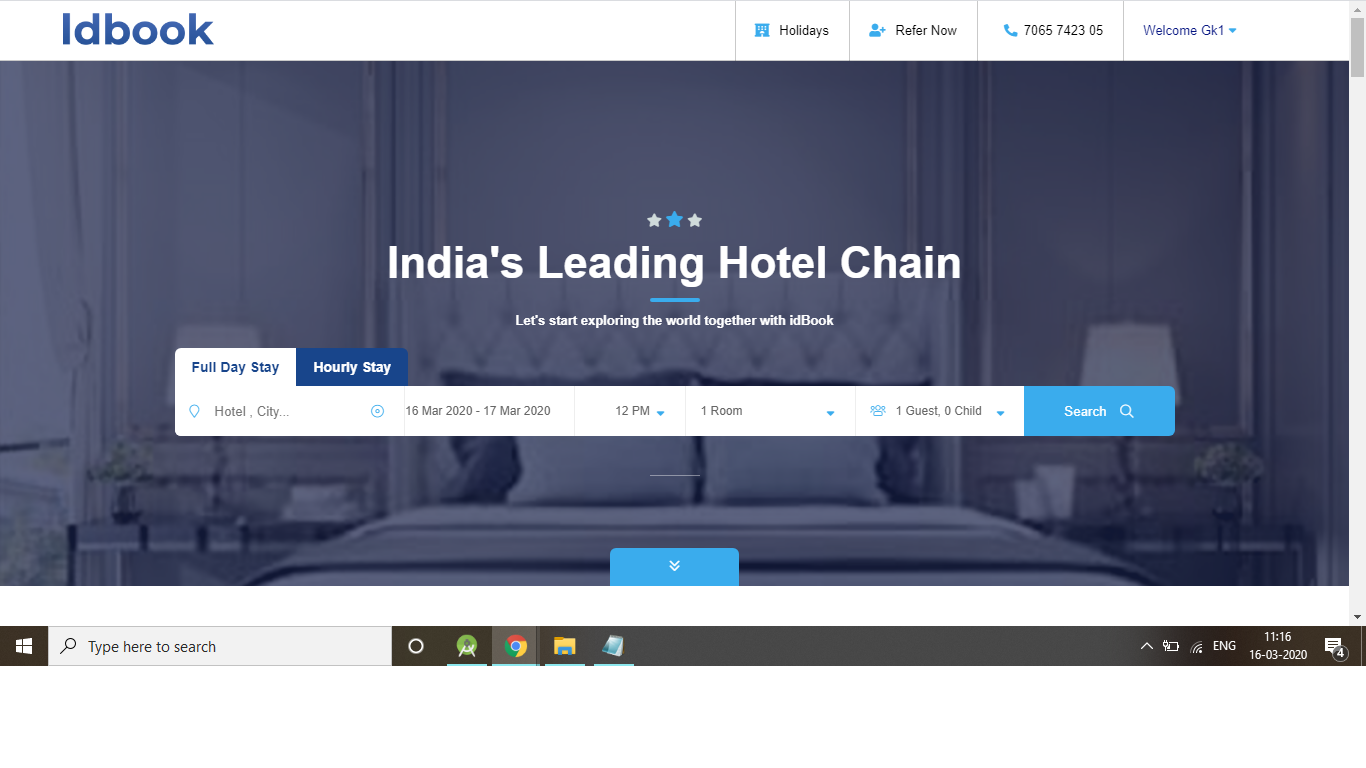 Idbook
Holidays
Refer Now
7065 7423 05
Welcome Gk1
India's Leading Hotel Chain
Let's start exploring the world together with idBook
Full Day Stay
Hourly Stay
Hotel , City...
16 Mar 2020 - 17 Mar 2020
12 PM
1 Room
1 Guest, 0 Child
Search
Type here to search
ENG
11:16
16-03-2020
4